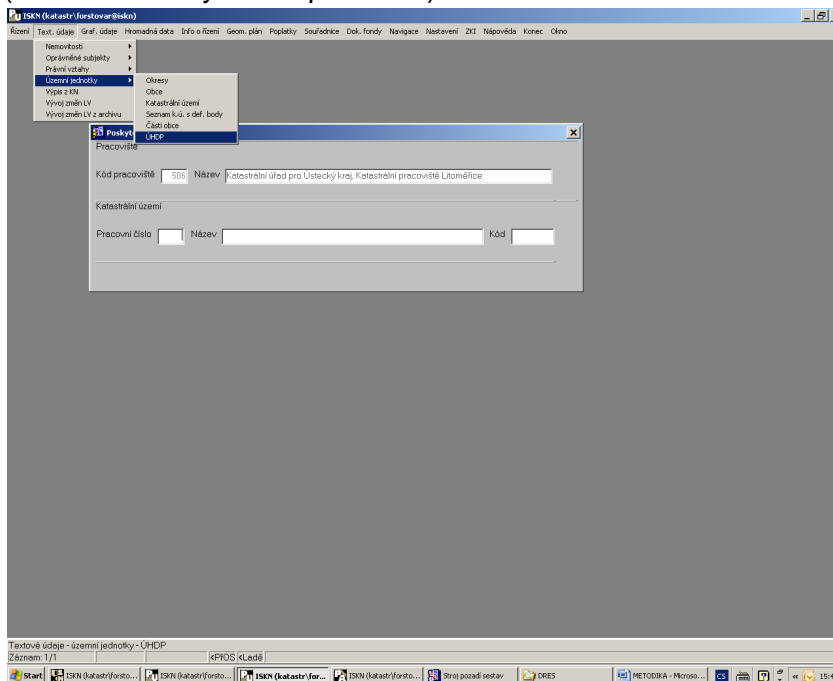 ISKN (katastr\forstovar@iskn)
Řízení Text. údaje Graf. údaje Hromadná data Info o řízení Geom. plán Poplatky Souřadnice Dok. fondy Navigace Nastavení ZKI Nápověda Konec Okno
Nemovitosti
Oprávněné subjekty
Právní vztahy
Územní jednotky
Výpis z KN
Vývoj změn LV
Vývoj změn LV z archivu
Okresy
Obce
Katastrální území
Seznam k.ú. s def. body
Části obce
ÚHDP
Poskyt
Pracoviště
Kód pracoviště 506 Název Katastrální úřad pro Ústecký kraj, Katastrální pracoviště Litoměřice
Katastrální území
Pracovní číslo Název Kód
Textové údaje - územní jednotky - ÚHDP
Záznam: 1/1 <PřOS <Ladě
Start ISKN (katastr\forsto... ISKN (katastr\forsto... ISKN (katastr\for... ISKN (katastr\forsto... Stroj pozadí sestav DRES METODIKA - Microso... CS « 15:4